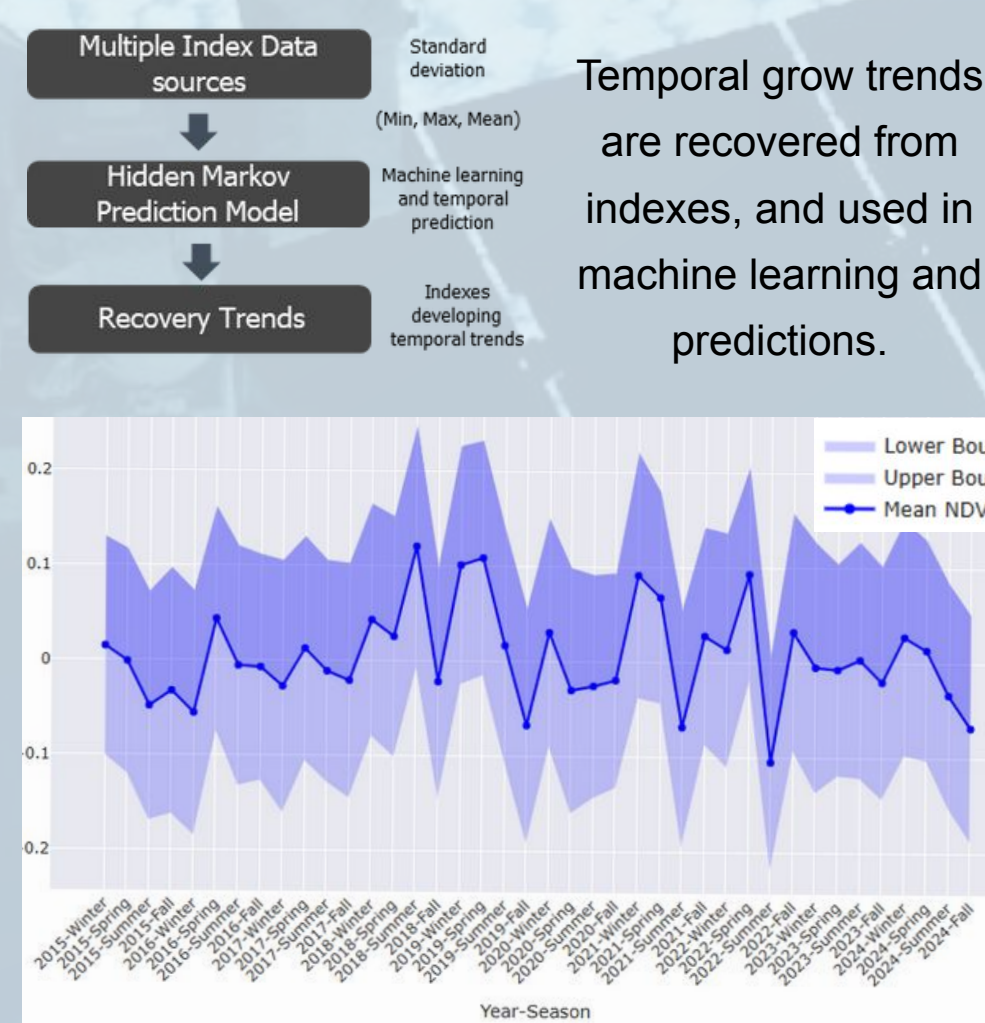 Multiple Index Data
sources
Standard
deviation
(Min, Max, Mean)
Hidden Markov
Prediction Model
Machine learning
and temporal
prediction
Recovery Trends
Indexes
developing
temporal trends
Temporal grow trends
are recovered from
indexes, and used in
machine learning and
predictions.
Lower Bou
Upper Bou
Mean NDV
0.2
0.1
0
0.1
0.2
2015-Winter
2015-Spring
2015-Summer
2015-Fall
2016-Winter
2016-Spring
2016-Summer
2016-Fall
2017-Winter
2017-Spring
2017-Summer
2017-Fall
2018-Winter
2018-Spring
2018-Summer
2018-Fall
2019-Winter
2019-Spring
2019-Summer
2019-Fall
2020-Winter
2020-Spring
2020-Summer
2020-Fall
2021-Winter
2021-Spring
2021-Summer
2021-Fall
2022-Winter
2022-Spring
2022-Summer
2022-Fall
2023-Winter
2023-Spring
2023-Summer
2023-Fall
2024-Winter
2024-Spring
2024-Summer
2024-Fall
Year-Season